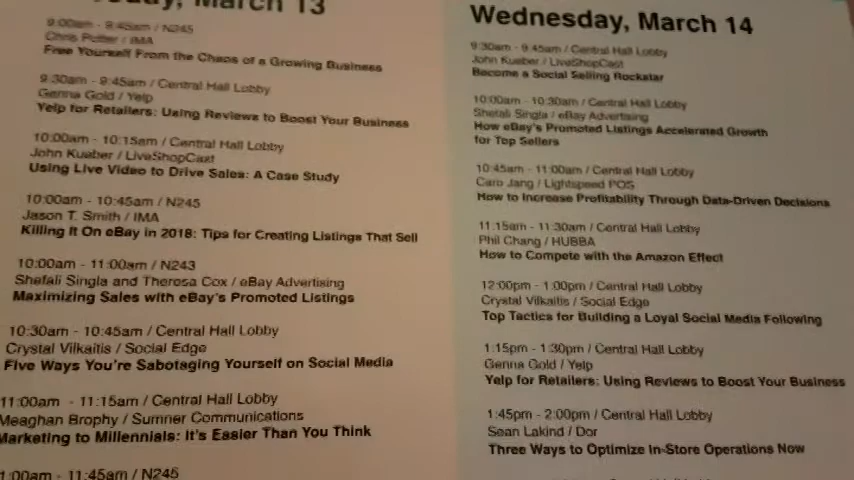 day, March 13
9:00am - 9:45am / N245
Chris Potter / IMA
Free Yourself From the Chaos of a Growing Business
9:30am - 9:45am / Central Hall Lobby
Genna Gold / Yelp
Yelp for Retailers: Using Reviews to Boost Your Business
10:00am - 10:15am / Central Hall Lobby
John Kueber / LiveShopCast
Using Live Video to Drive Sales: A Case Study
10:00am - 10:45am / N245
Jason T. Smith / IMA
Killing It On eBay in 2018: Tips for Creating Listings That Sell
10:00am - 11:00am / N243
Shefali Singla and Theresa Cox / eBay Advertising
Maximizing Sales with eBay's Promoted Listings
10:30am - 10:45am / Central Hall Lobby
Crystal Vilkaitis / Social Edge
Five Ways You're Sabotaging Yourself on Social Media
11:00am - 11:15am / Central Hall Lobby
Meaghan Brophy / Sumner Communications
Marketing to Millennials: It's Easier Than You Think
1:00am - 11:45am / N245
Wednesday, March 14
9:30am - 9:45am / Central Hall Lobby
John Kueber / LiveShopCast
Become a Social Selling Rockstar
10:00am - 10:30am / Central Hall Lobby
Shefali Singla / eBay Advertising
How eBay's Promoted Listings Accelerated Growth
for Top Sellers
10:45am - 11:00am / Central Hall Lobby
Caro Jang / Lightspeed POS
How to Increase Profitability Through Data-Driven Decisions
11:15am - 11:30am / Central Hall Lobby
Phil Chang / HUBBA
How to Compete with the Amazon Effect
12:00pm - 1:00pm / Central Hall Lobby
Crystal Vilkaitis / Social Edge
Top Tactics for Building a Loyal Social Media Following
1:15pm - 1:30pm / Central Hall Lobby
Genna Gold / Yelp
Yelp for Retailers: Using Reviews to Boost Your Business
1:45pm - 2:00pm / Central Hall Lobby
Sean Lakind / Dor
Three Ways to Optimize In-Store Operations Now